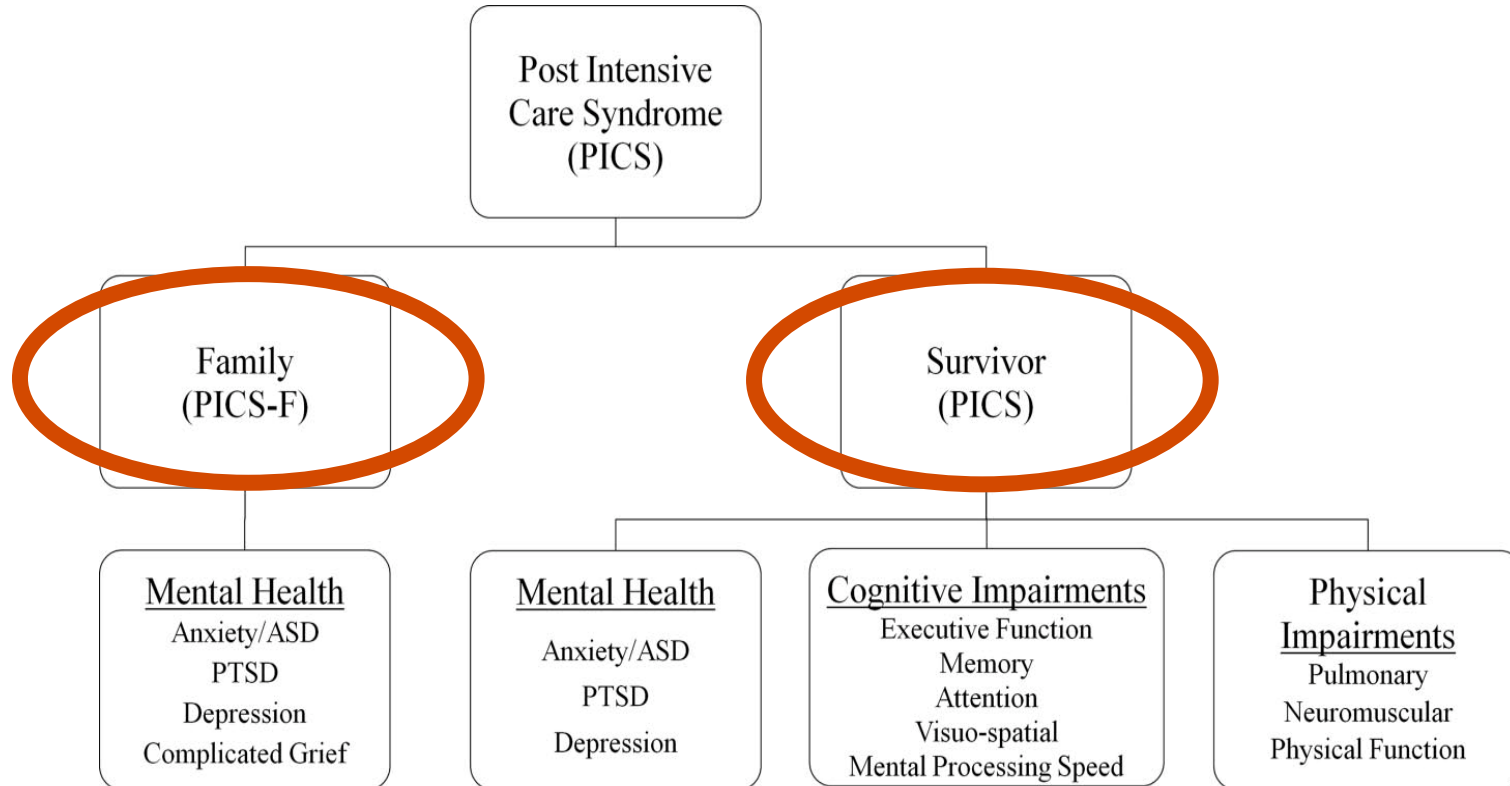 Post Intensive
Care Syndrome
(PICS)
Family
(PICS-F)
Survivor
(PICS)
Mental Health
Anxiety/ASD
PTSD
Depression
Complicated Grief
Mental Health
Anxiety/ASD
PTSD
Depression
Cognitive Impairments
Executive Function
Memory
Attention
Visuo-spatial
Mental Processing Speed
Physical
Impairments
Pulmonary
Neuromuscular
Physical Function